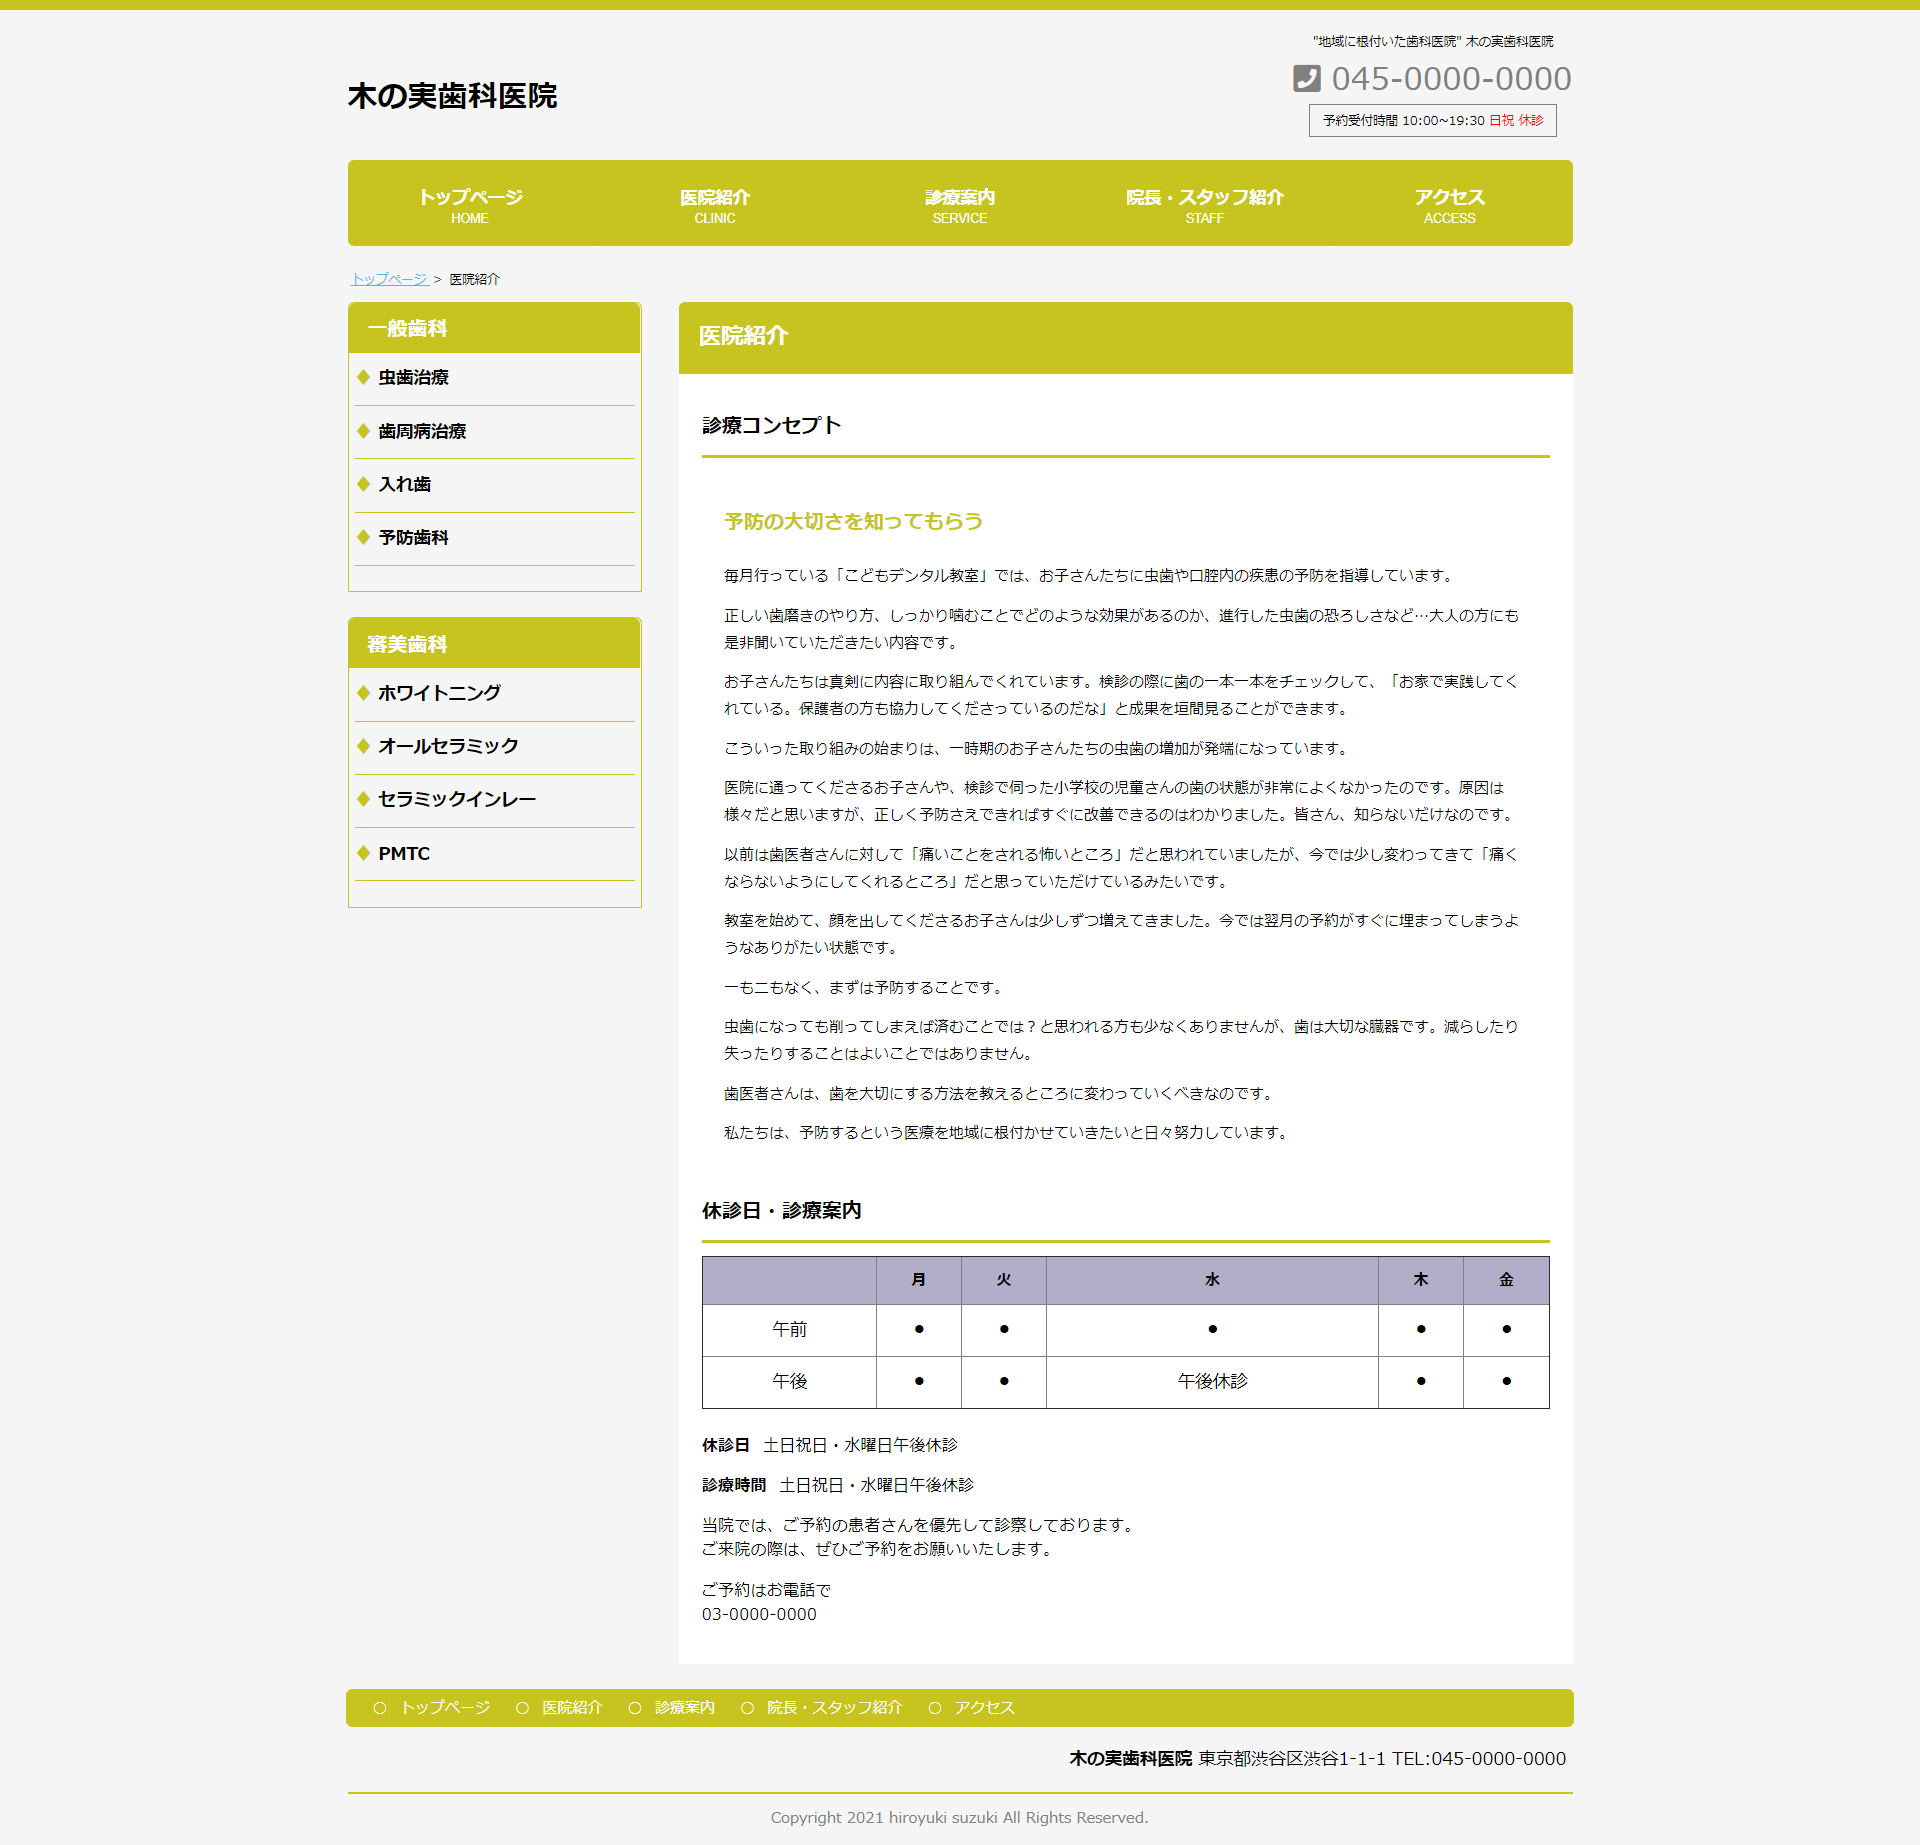 "地域に根付いた歯科医院" 木の実歯科医院
木の実歯科医院
045-0000-0000
予約受付時間 10:00~19:30 日祝 休診
トップページ 医院紹介 診療案内 院長・スタッフ紹介 アクセス
HOME CLINIC SERVICE STAFF ACCESS
トップページ > 医院紹介
一般歯科
♦ 虫歯治療
♦ 歯周病治療
♦ 入れ歯
♦ 予防歯科
審美歯科
♦ ホワイトニング
♦ オールセラミック
♦ セラミックインレー
♦ PMTC
医院紹介
診療コンセプト
予防の大切さを知ってもらう
毎月行っている「こどもデンタル教室」では、お子さんたちに虫歯や口腔内の疾患の予防を指導しています。
正しい歯磨きのやり方、しっかり噛むことでどのような効果があるのか、進行した虫歯の恐ろしさなど…大人の方にも
是非聞いていただきたい内容です。
お子さんたちは真剣に内容に取り組んでくれています。検診の際に歯の一本一本をチェックして、「お家で実践してく
れている。保護者の方も協力してくださっているのだな」と成果を垣間見ることができます。
こういった取り組みの始まりは、一時期のお子さんたちの虫歯の増加が発端になっています。
医院に通ってくださるお子さんや、検診で伺った小学校の児童さんの歯の状態が非常によくなかったのです。原因は
様々だと思いますが、正しく予防さえできればすぐに改善できるのはわかりました。皆さん、知らないだけなのです。
以前は歯医者さんに対して「痛いことをされる怖いところ」だと思われていましたが、今では少し変わってきて「痛く
ならないようにしてくれるところ」だと思っていただけているみたいです。
教室を始めて、顔を出してくださるお子さんは少しずつ増えてきました。今では翌月の予約がすぐに埋まってしまうよ
うなありがたい状態です。
一も二もなく、まずは予防することです。
虫歯になっても削ってしまえば済むことでは？と思われる方も少なくありませんが、歯は大切な臓器です。減らしたり
失ったりすることはよいことではありません。
歯医者さんは、歯を大切にする方法を教えるところに変わっていくべきなのです。
私たちは、予防するという医療を地域に根付かせていきたいと日々努力しています。
休診日・診療案内
月 火 水 木 金
午前 ● ● ● ● ●
午後 ● ● 午後休診 ● ●
休診日 土日祝日・水曜日午後休診
診療時間 土日祝日・水曜日午後休診
当院では、ご予約の患者さんを優先して診察しております。
ご来院の際は、ぜひご予約をお願いいたします。
ご予約はお電話で
03-0000-0000
○ トップページ ○ 医院紹介 ○ 診療案内 ○ 院長・スタッフ紹介 ○ アクセス
木の実歯科医院 東京都渋谷区渋谷1-1-1 TEL:045-0000-0000
Copyright 2021 hiroyuki suzuki All Rights Reserved.